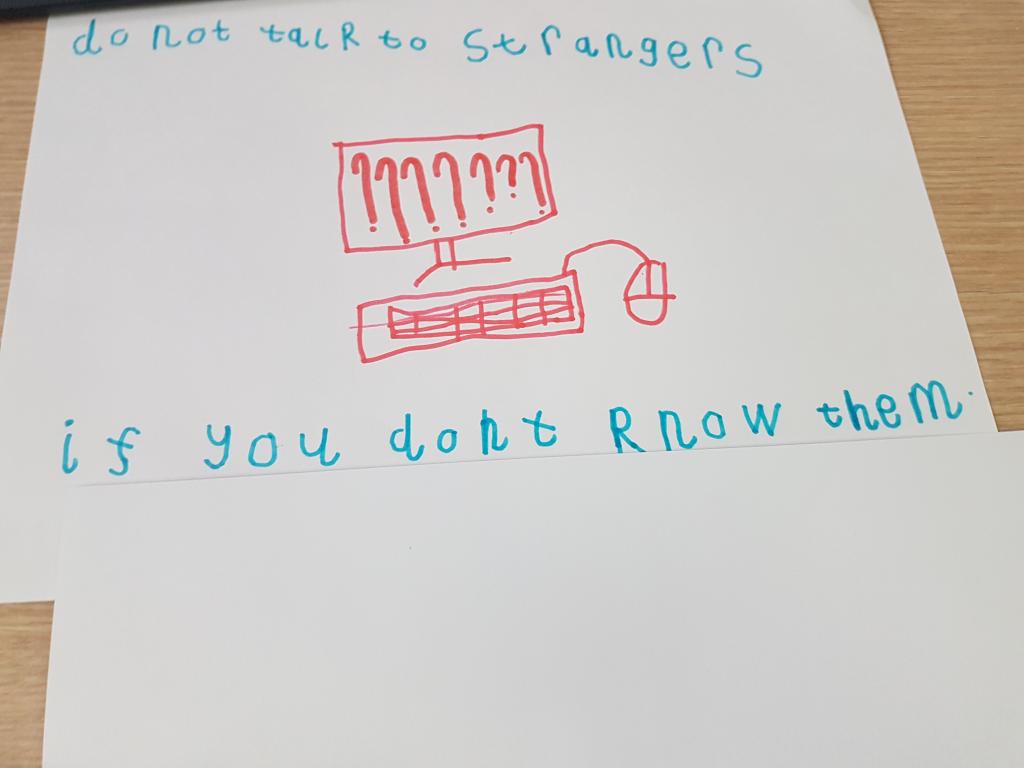 do not talk to strangers
???????
if you dont know them.